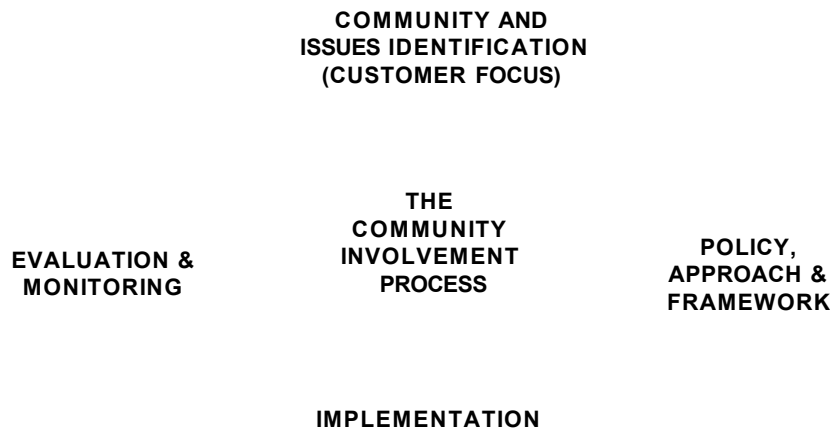 COMMUNITY AND
ISSUES IDENTIFICATION
(CUSTOMER FOCUS)
THE
COMMUNITY
INVOLVEMENT
PROCESS
EVALUATION &
MONITORING
POLICY,
APPROACH &
FRAMEWORK
IMPLEMENTATION